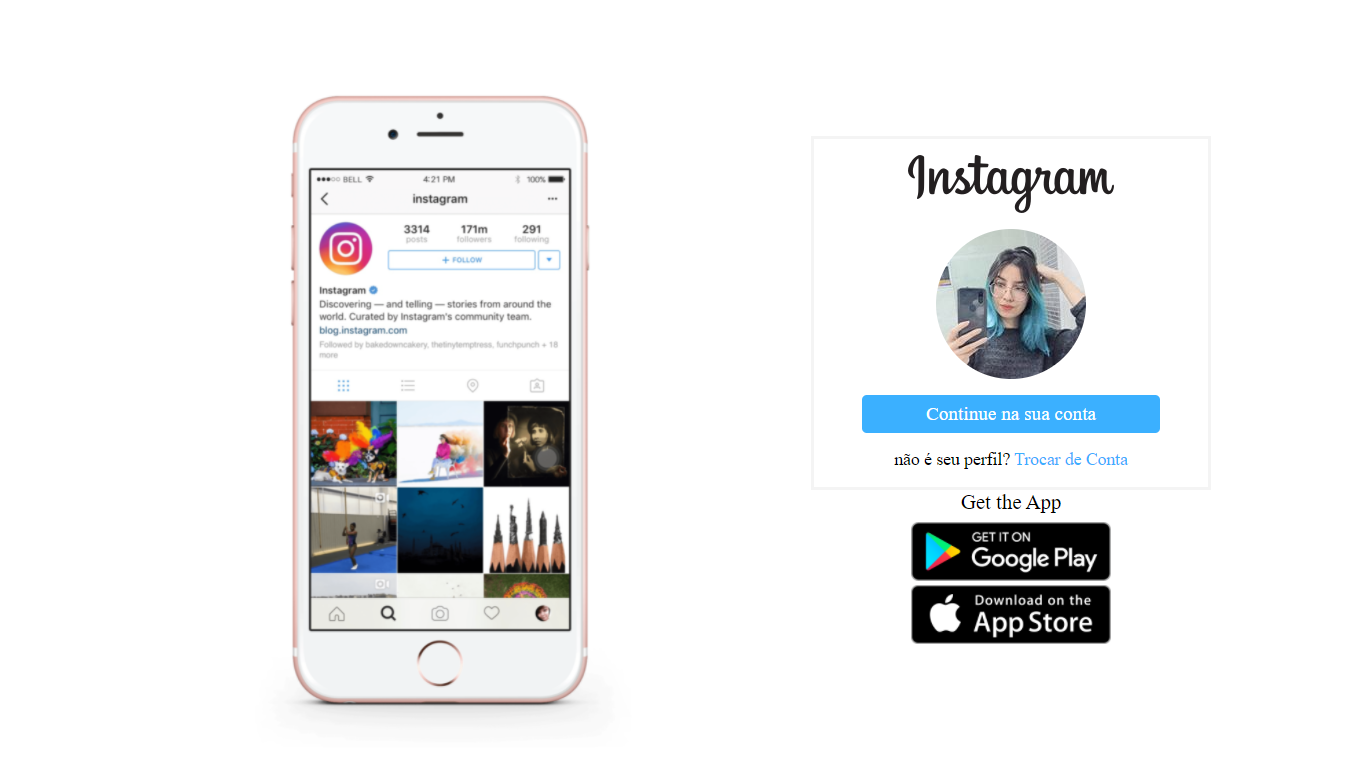 BELL
4:21 PM
100%
instagram
3314
171m
291
posts
followers
following
+ FOLLOW
Instagram
Discovering — and telling — stories from around the
world. Curated by Instagram's community team.
blog.instagram.com
Followed by bakedowncakery, thetinytemptress, funchpunch + 18
more
Instagram
Continue na sua conta
não é seu perfil? Trocar de Conta
Get the App
GET IT ON
Google Play
Download on the
App Store